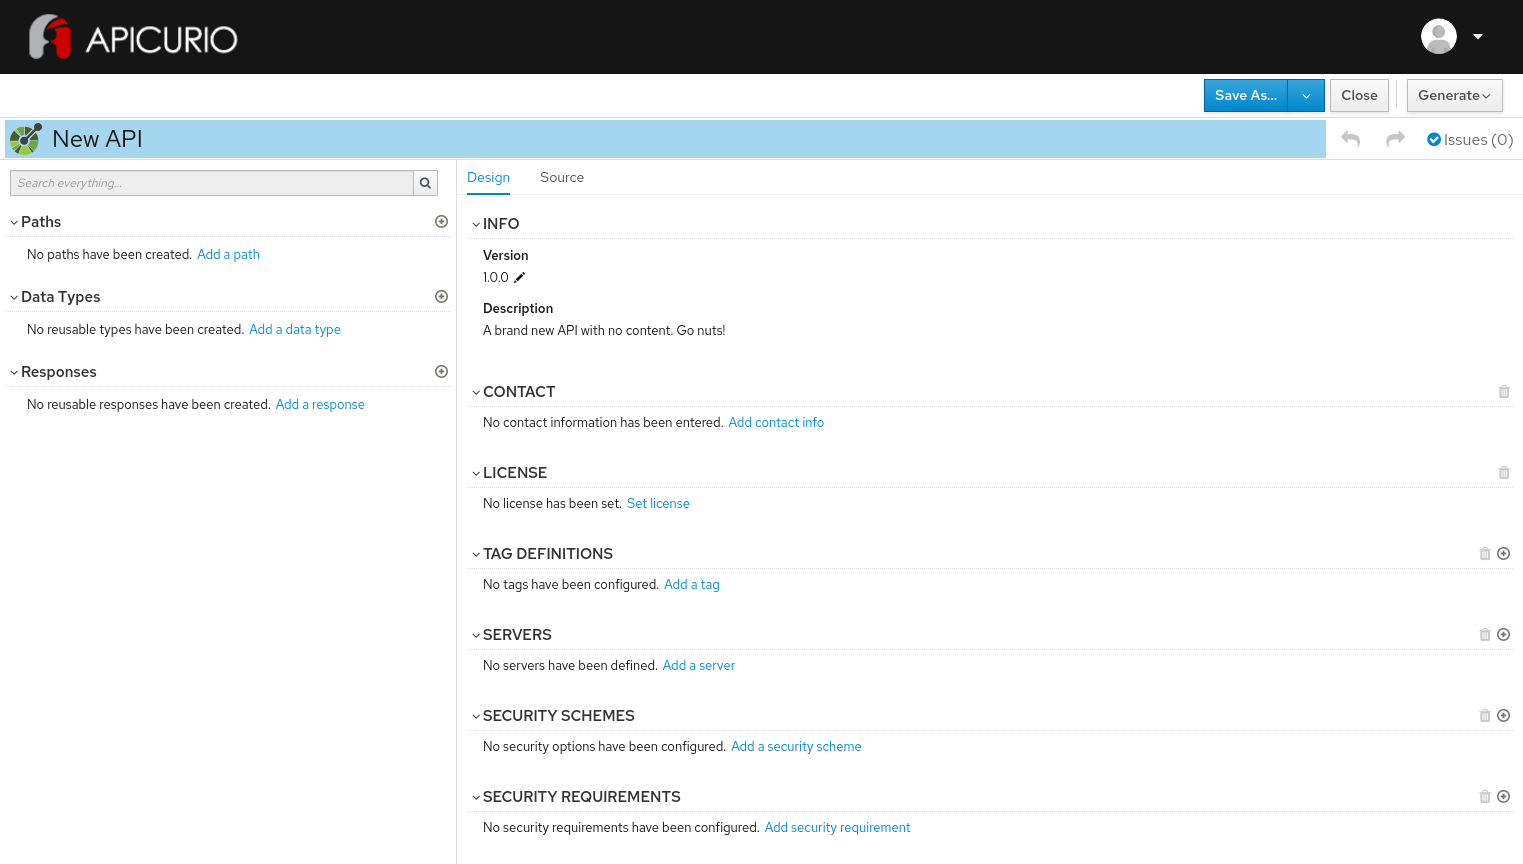 APICURIO
Save As...
Close
Generate
New API
Issues (0)
Search everything...
Paths
No paths have been created. Add a path
Data Types
No reusable types have been created. Add a data type
Responses
No reusable responses have been created. Add a response
Design
Source
INFO
Version
1.0.0
Description
A brand new API with no content. Go nuts!
CONTACT
No contact information has been entered. Add contact info
LICENSE
No license has been set. Set license
TAG DEFINITIONS
No tags have been configured. Add a tag
SERVERS
No servers have been defined. Add a server
SECURITY SCHEMES
No security options have been configured. Add a security scheme
SECURITY REQUIREMENTS
No security requirements have been configured. Add security requirement